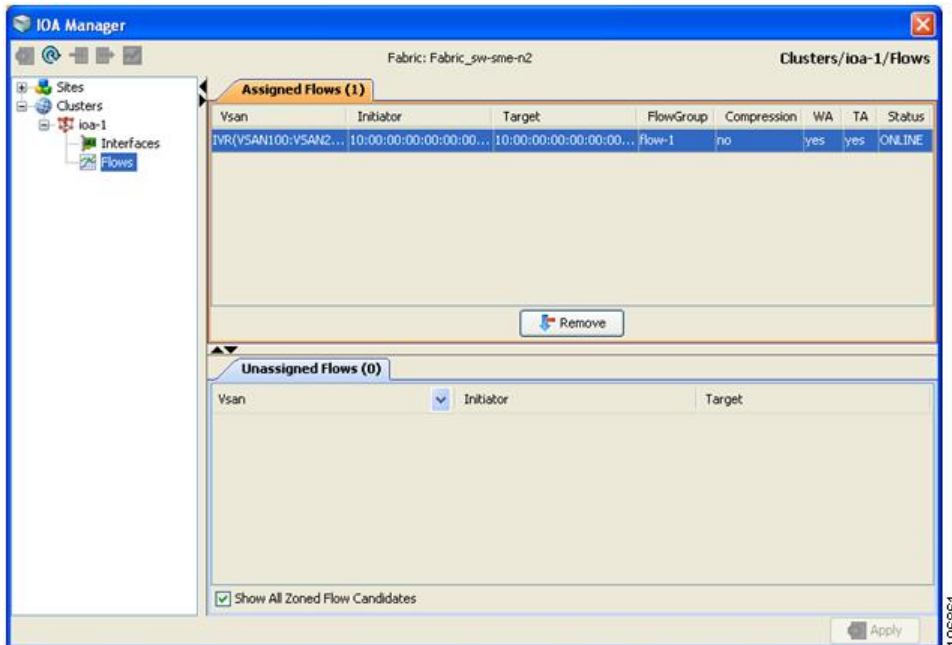 IOA Manager
Fabric: Fabric_sw-sme-n2
Clusters/ioa-1/Flows
Sites
Clusters
ioa-1
Interfaces
Flows
Assigned Flows (1)
Vsan Initiator Target FlowGroup Compression WA TA Status
IVR(VSAN100:VSAN2... 10:00:00:00:00:00:00... 10:00:00:00:00:00:00... flow-1 no yes yes ONLINE
Remove
Unassigned Flows (0)
Vsan Initiator Target
Show All Zoned Flow Candidates
Apply